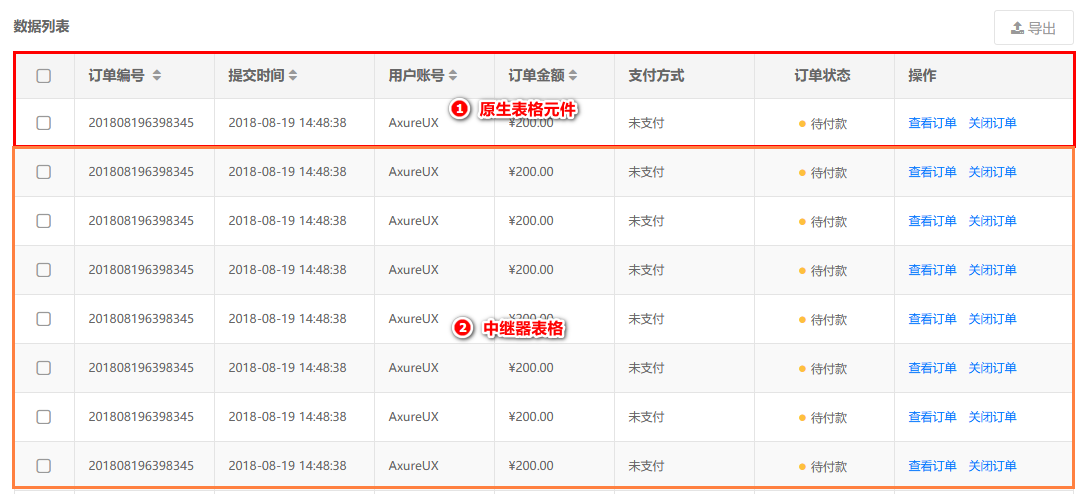 数据列表
导出
订单编号 提交时间 用户账号 订单金额 支付方式 订单状态 操作
1 原生表格元件
201808196398345 2018-08-19 14:48:38 AxureUX ¥200.00 未支付 待付款 查看订单 关闭订单
201808196398345 2018-08-19 14:48:38 AxureUX ¥200.00 未支付 待付款 查看订单 关闭订单
201808196398345 2018-08-19 14:48:38 AxureUX ¥200.00 未支付 待付款 查看订单 关闭订单
201808196398345 2018-08-19 14:48:38 AxureUX ¥200.00 未支付 待付款 查看订单 关闭订单
201808196398345 2018-08-19 14:48:38 AxureUX ¥200.00 未支付 待付款 查看订单 关闭订单
2 中继器表格
201808196398345 2018-08-19 14:48:38 AxureUX ¥200.00 未支付 待付款 查看订单 关闭订单
201808196398345 2018-08-19 14:48:38 AxureUX ¥200.00 未支付 待付款 查看订单 关闭订单
201808196398345 2018-08-19 14:48:38 AxureUX ¥200.00 未支付 待付款 查看订单 关闭订单